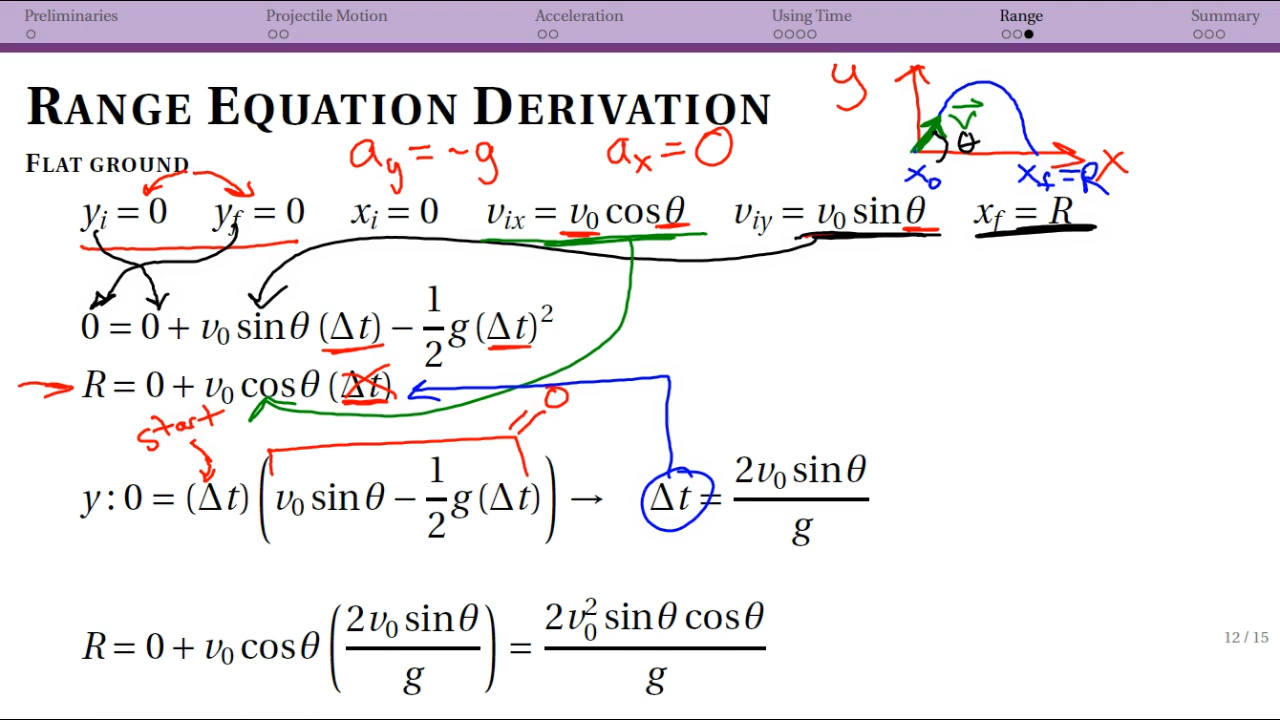 Preliminaries Projectile Motion Acceleration Using Time Range Summary
RANGE EQUATION DERIVATION
y
v⃗
θ
FLAT GROUND
a_y = -g a_x = 0
x_0 x_f = R x
y_i = 0 y_f = 0 x_i = 0 v_ix = v_0 cos θ v_iy = v_0 sin θ x_f = R
0 = 0 + v_0 sin θ (Δt) − 1/2 g (Δt)^2
R = 0 + v_0 cos θ (Δt)
start
= 0
y : 0 = (Δt) (v_0 sin θ − 1/2 g (Δt)) → Δt = 2v_0 sin θ / g
R = 0 + v_0 cos θ (2v_0 sin θ / g) = 2v_0^2 sin θ cos θ / g
12 / 15